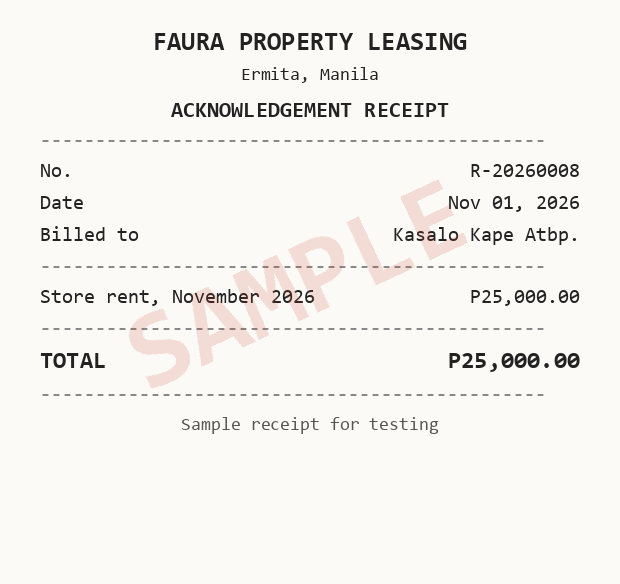 FAURA PROPERTY LEASING
Ermita, Manila
ACKNOWLEDGEMENT RECEIPT
No. R-20260008
Date Nov 01, 2026
Billed to Kasalo Kape Atbp.
Store rent, November 2026 P25,000.00
TOTAL P25,000.00
Sample receipt for testing
SAMPLE